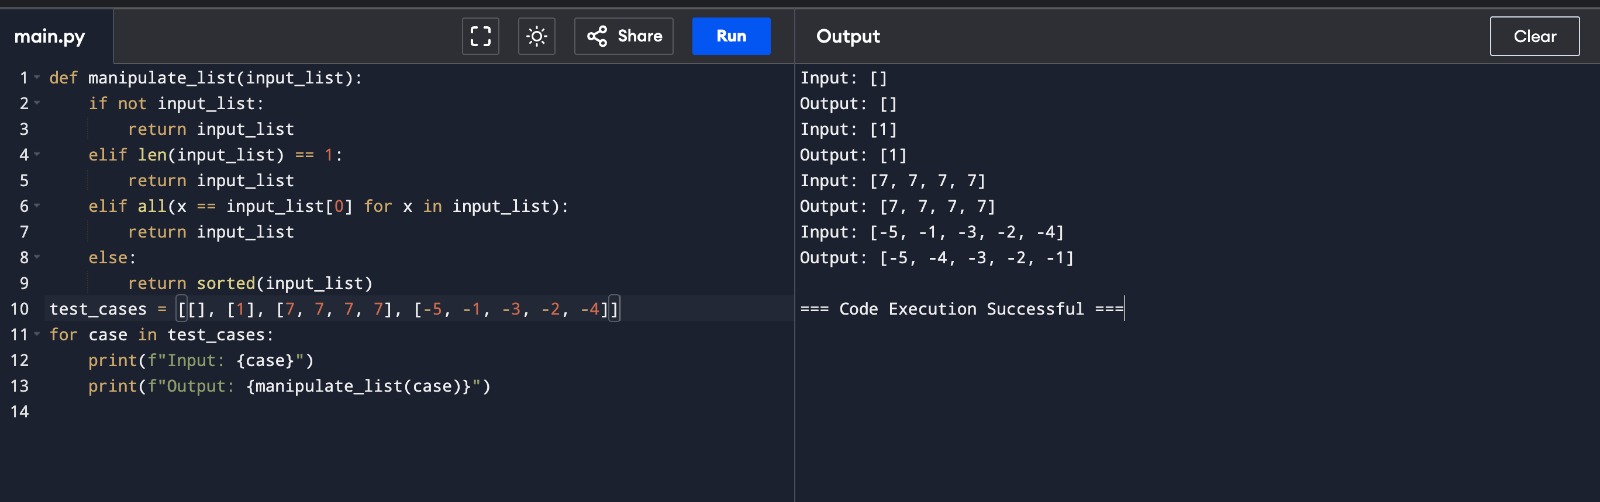 main.py
Share
Run
Output
Clear
1 def manipulate_list(input_list):
2     if not input_list:
3         return input_list
4     elif len(input_list) == 1:
5         return input_list
6     elif all(x == input_list[0] for x in input_list):
7         return input_list
8     else:
9         return sorted(input_list)
10 test_cases = [[], [1], [7, 7, 7, 7], [-5, -1, -3, -2, -4]]
11 for case in test_cases:
12     print(f"Input: {case}")
13     print(f"Output: {manipulate_list(case)}")
14
Input: []
Output: []
Input: [1]
Output: [1]
Input: [7, 7, 7, 7]
Output: [7, 7, 7, 7]
Input: [-5, -1, -3, -2, -4]
Output: [-5, -4, -3, -2, -1]
=== Code Execution Successful ===